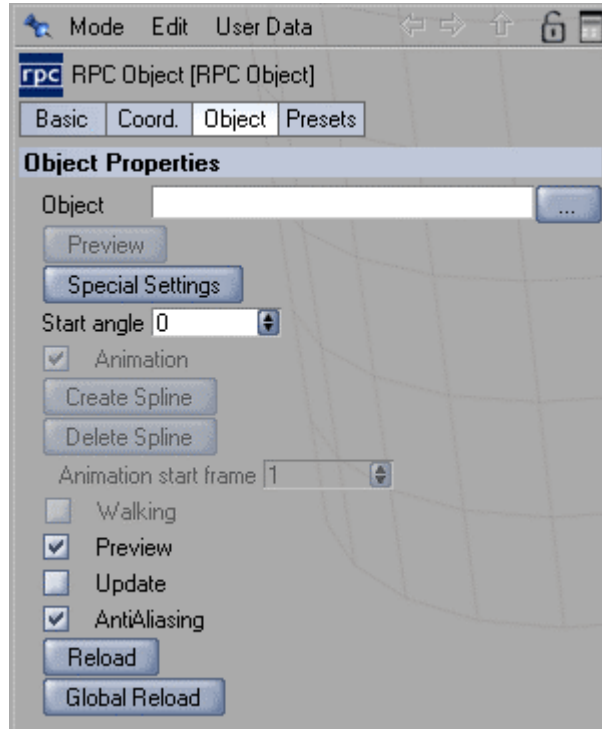 Mode Edit User Data
rpc RPC Object [RPC Object]
Basic Coord. Object Presets
Object Properties
Object ...
Preview
Special Settings
Start angle 0
Animation
Create Spline
Delete Spline
Animation start frame 1
Walking
Preview
Update
AntiAliasing
Reload
Global Reload